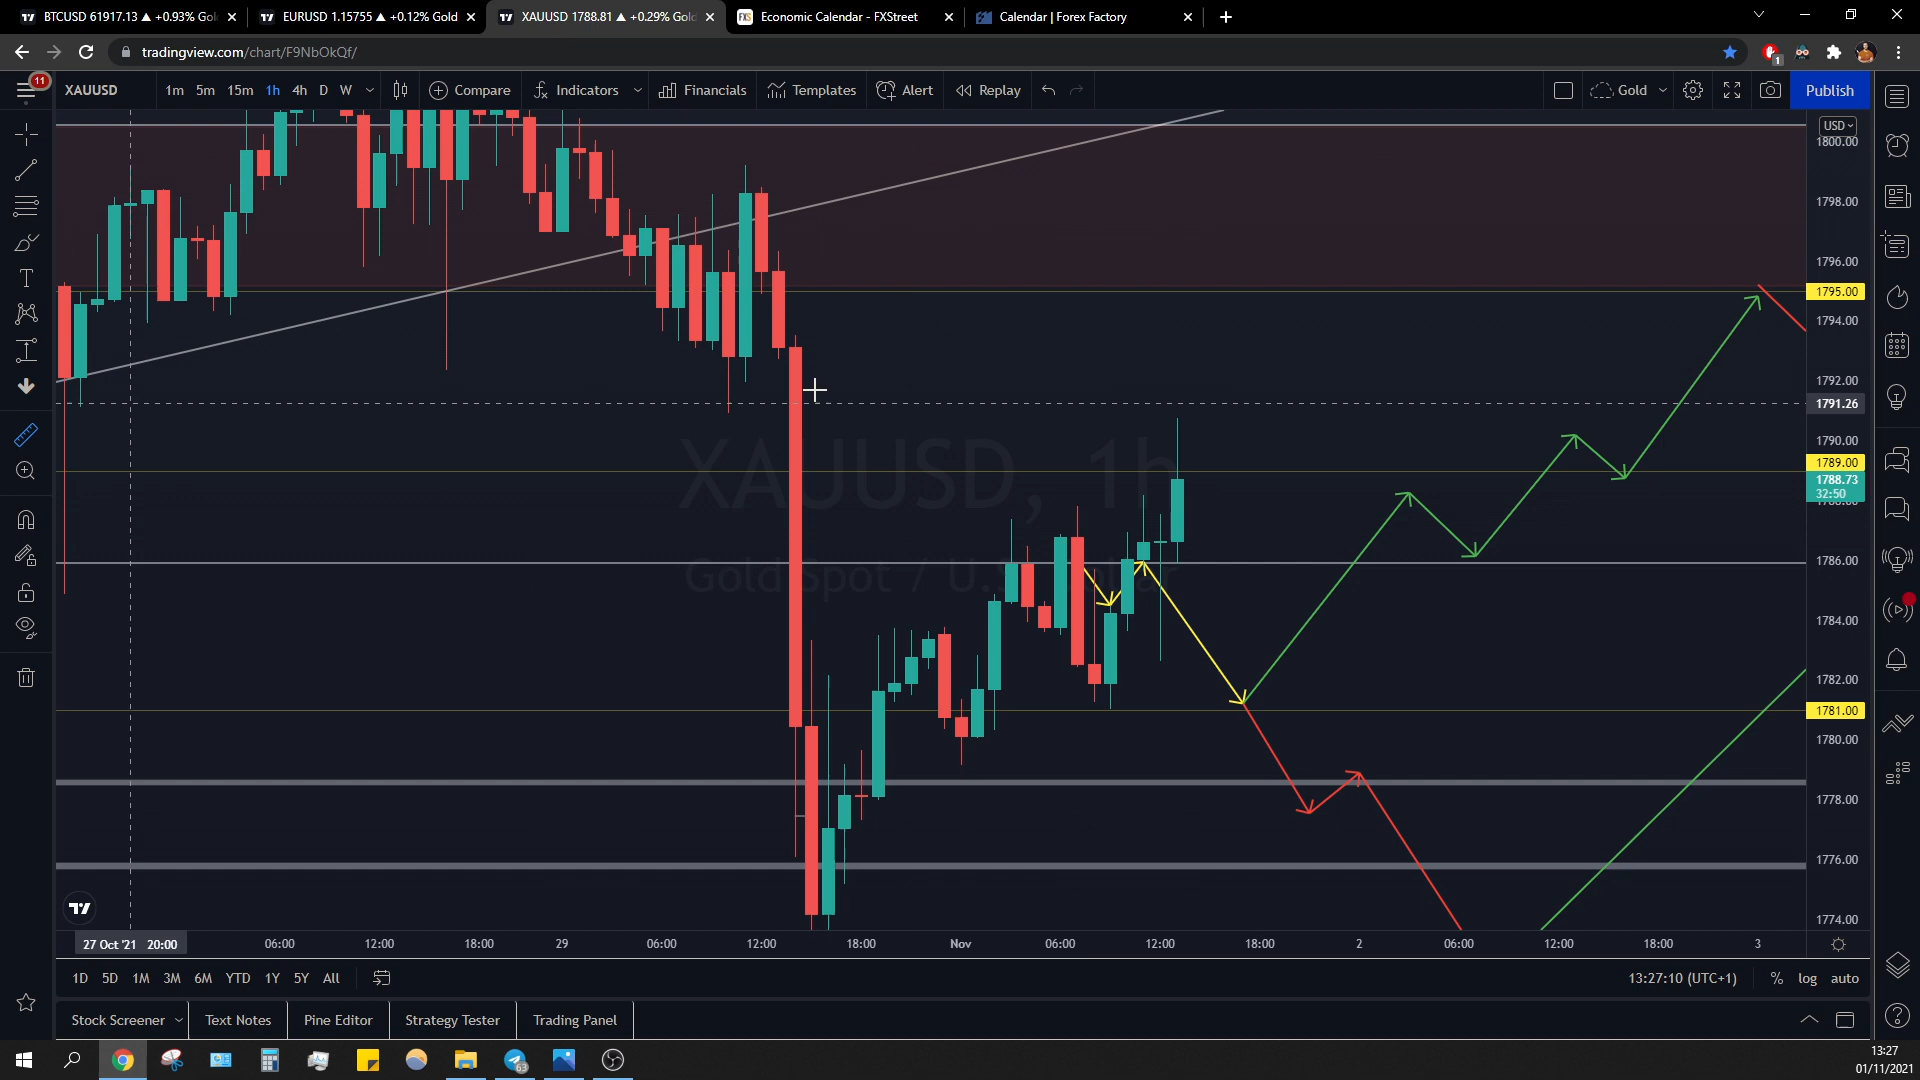 BTCUSD 61917.13 ▲ +0.93% Gol
EURUSD 1.15755 ▲ +0.12% Gold
XAUUSD 1788.81 ▲ +0.29% Gold
Economic Calendar - FXStreet
Calendar | Forex Factory
tradingview.com/chart/F9NbOkQf/
1
11
XAUUSD 1m 5m 15m 1h 4h D W Compare Indicators Financials Templates Alert Replay Gold Publish
USD
1800.00
1798.00
1796.00
1795.00
1794.00
1792.00
1791.26
1790.00
1789.00
1788.73
32:50
1786.00
1784.00
1782.00
1781.00
1780.00
1778.00
1776.00
1774.00
XAUUSD, 1h
Gold Spot / U.S. Dollar
27 Oct '21 20:00 06:00 12:00 18:00 29 06:00 12:00 18:00 Nov 06:00 12:00 18:00 2 06:00 12:00 18:00 3
1D 5D 1M 3M 6M YTD 1Y 5Y All 13:27:10 (UTC+1) % log auto
Stock Screener Text Notes Pine Editor Strategy Tester Trading Panel
63
13:27
01/11/2021